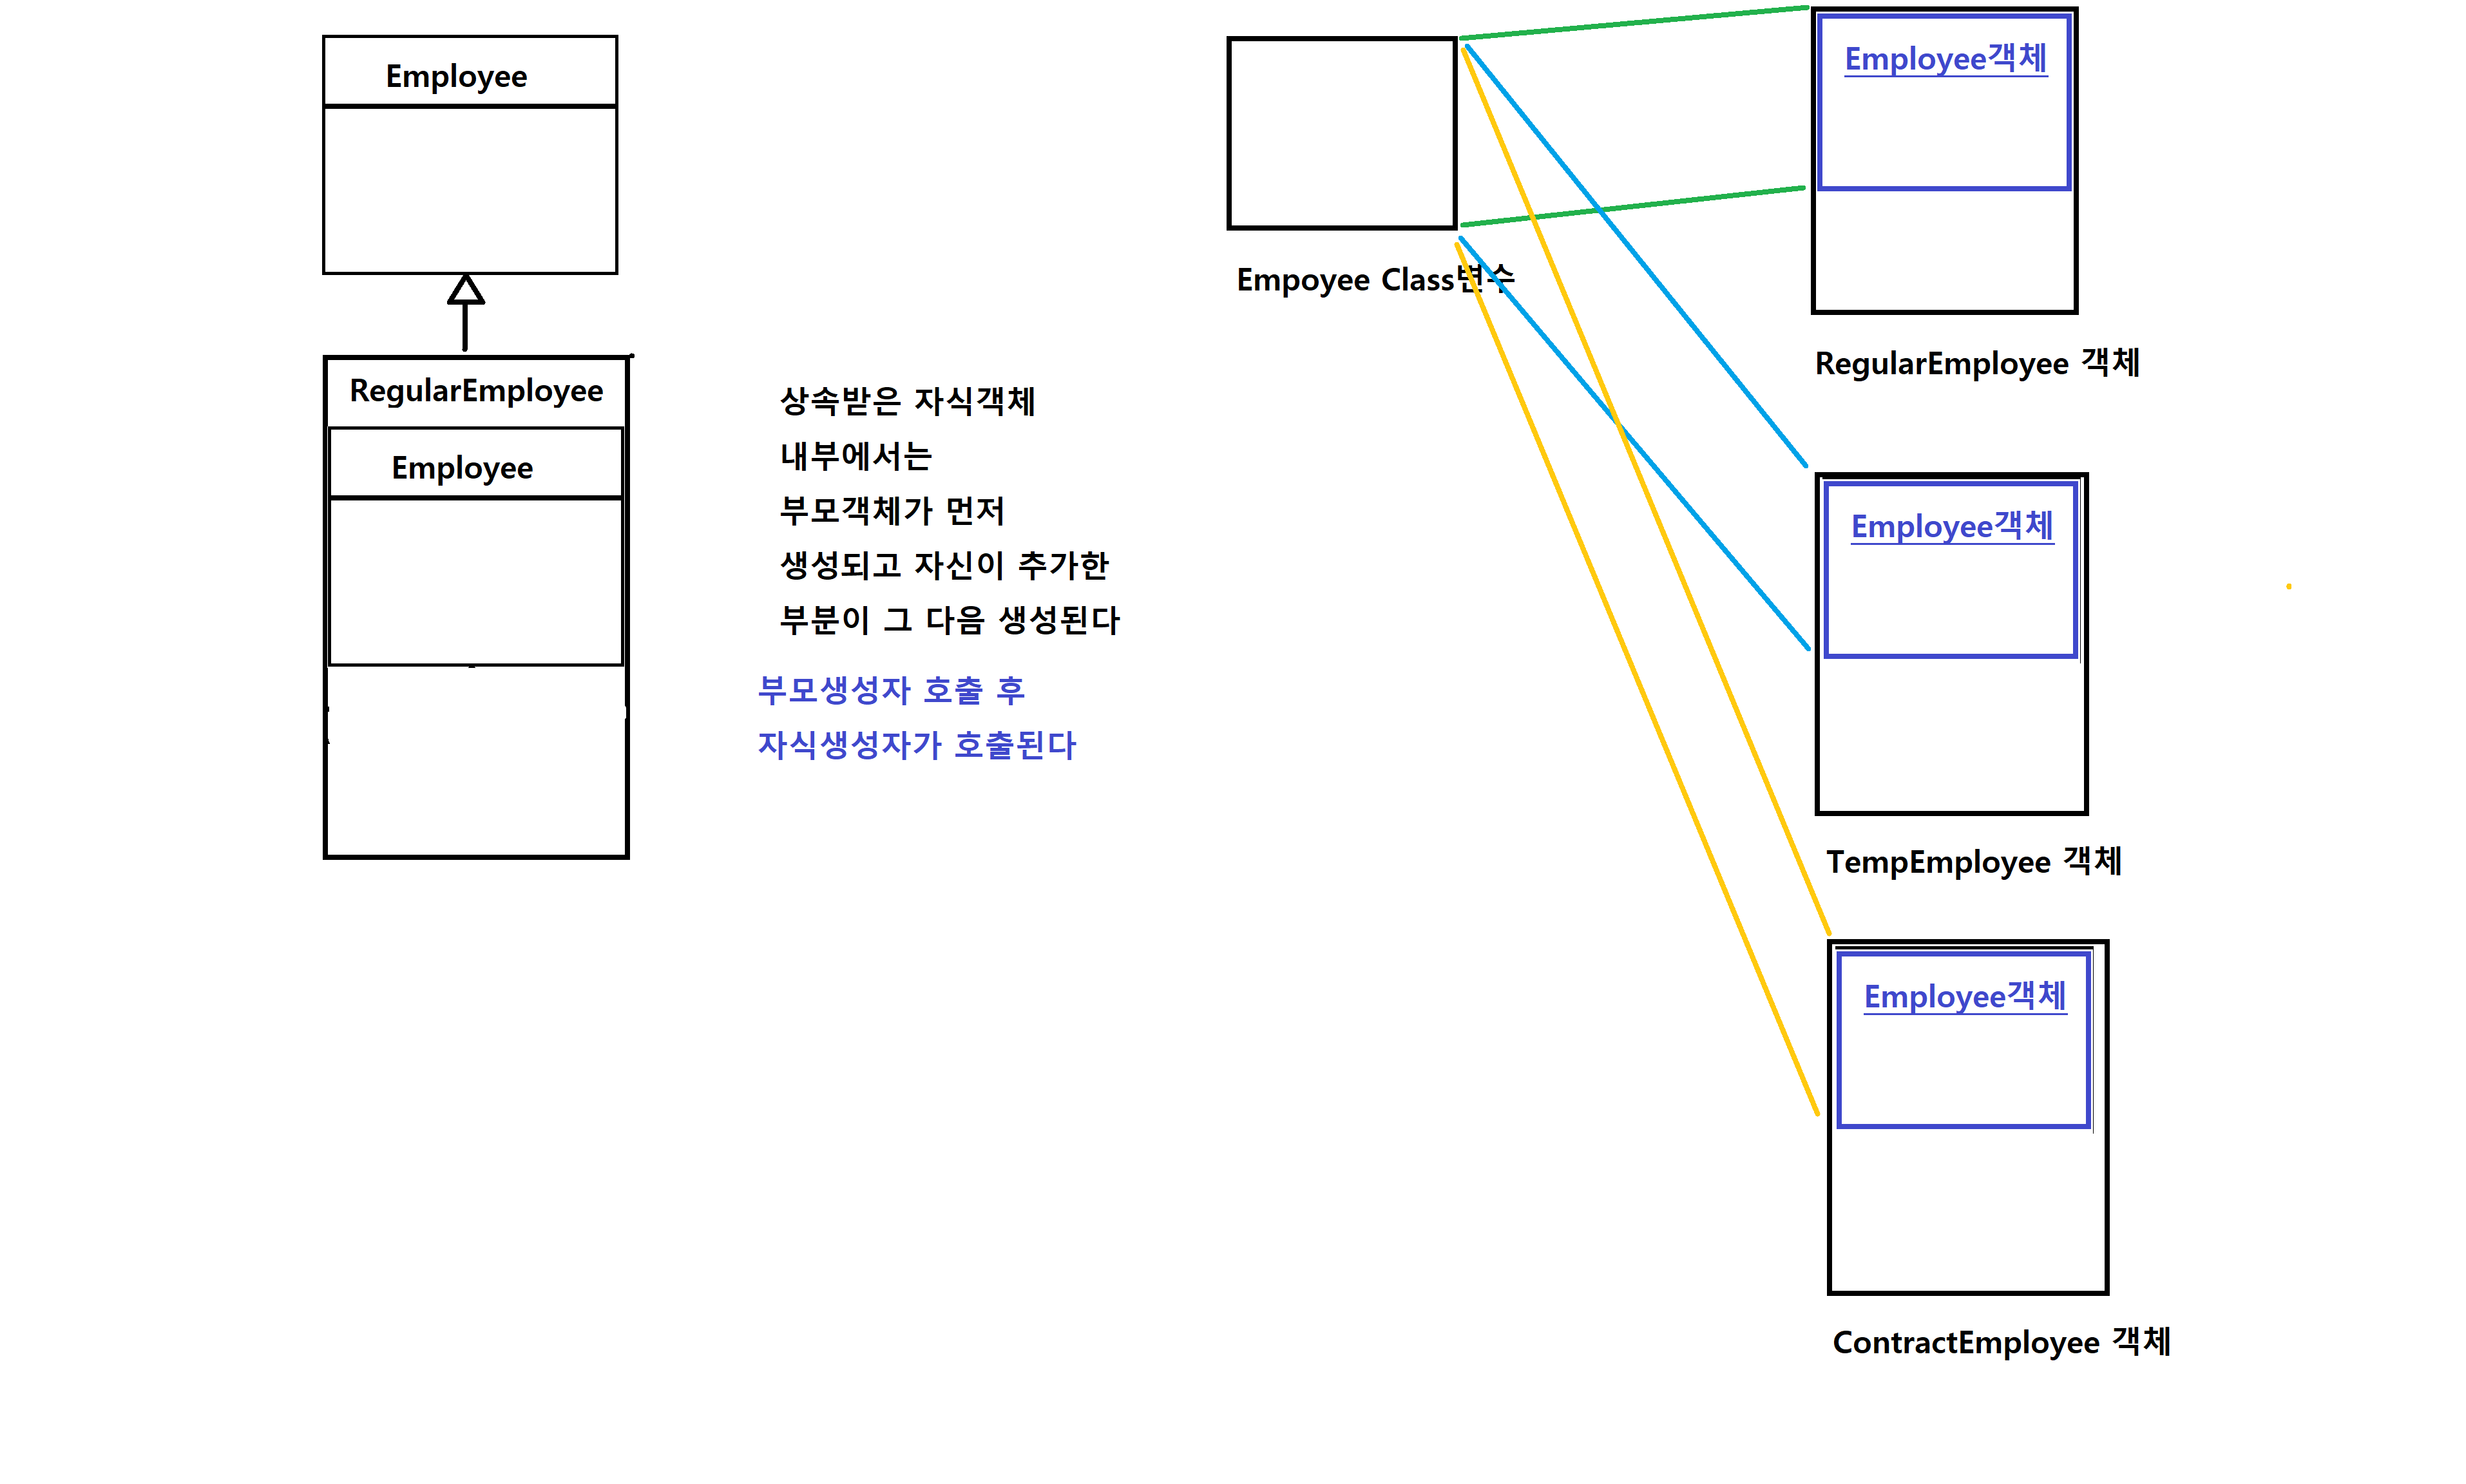 Employee
RegularEmployee
Employee
상속받은 자식객체
내부에서는
부모객체가 먼저
생성되고 자신이 추가한
부분이 그 다음 생성된다
부모생성자 호출 후
자식생성자가 호출된다
Empoyee Class변수
Employee객체
RegularEmployee 객체
Employee객체
TempEmployee 객체
Employee객체
ContractEmployee 객체